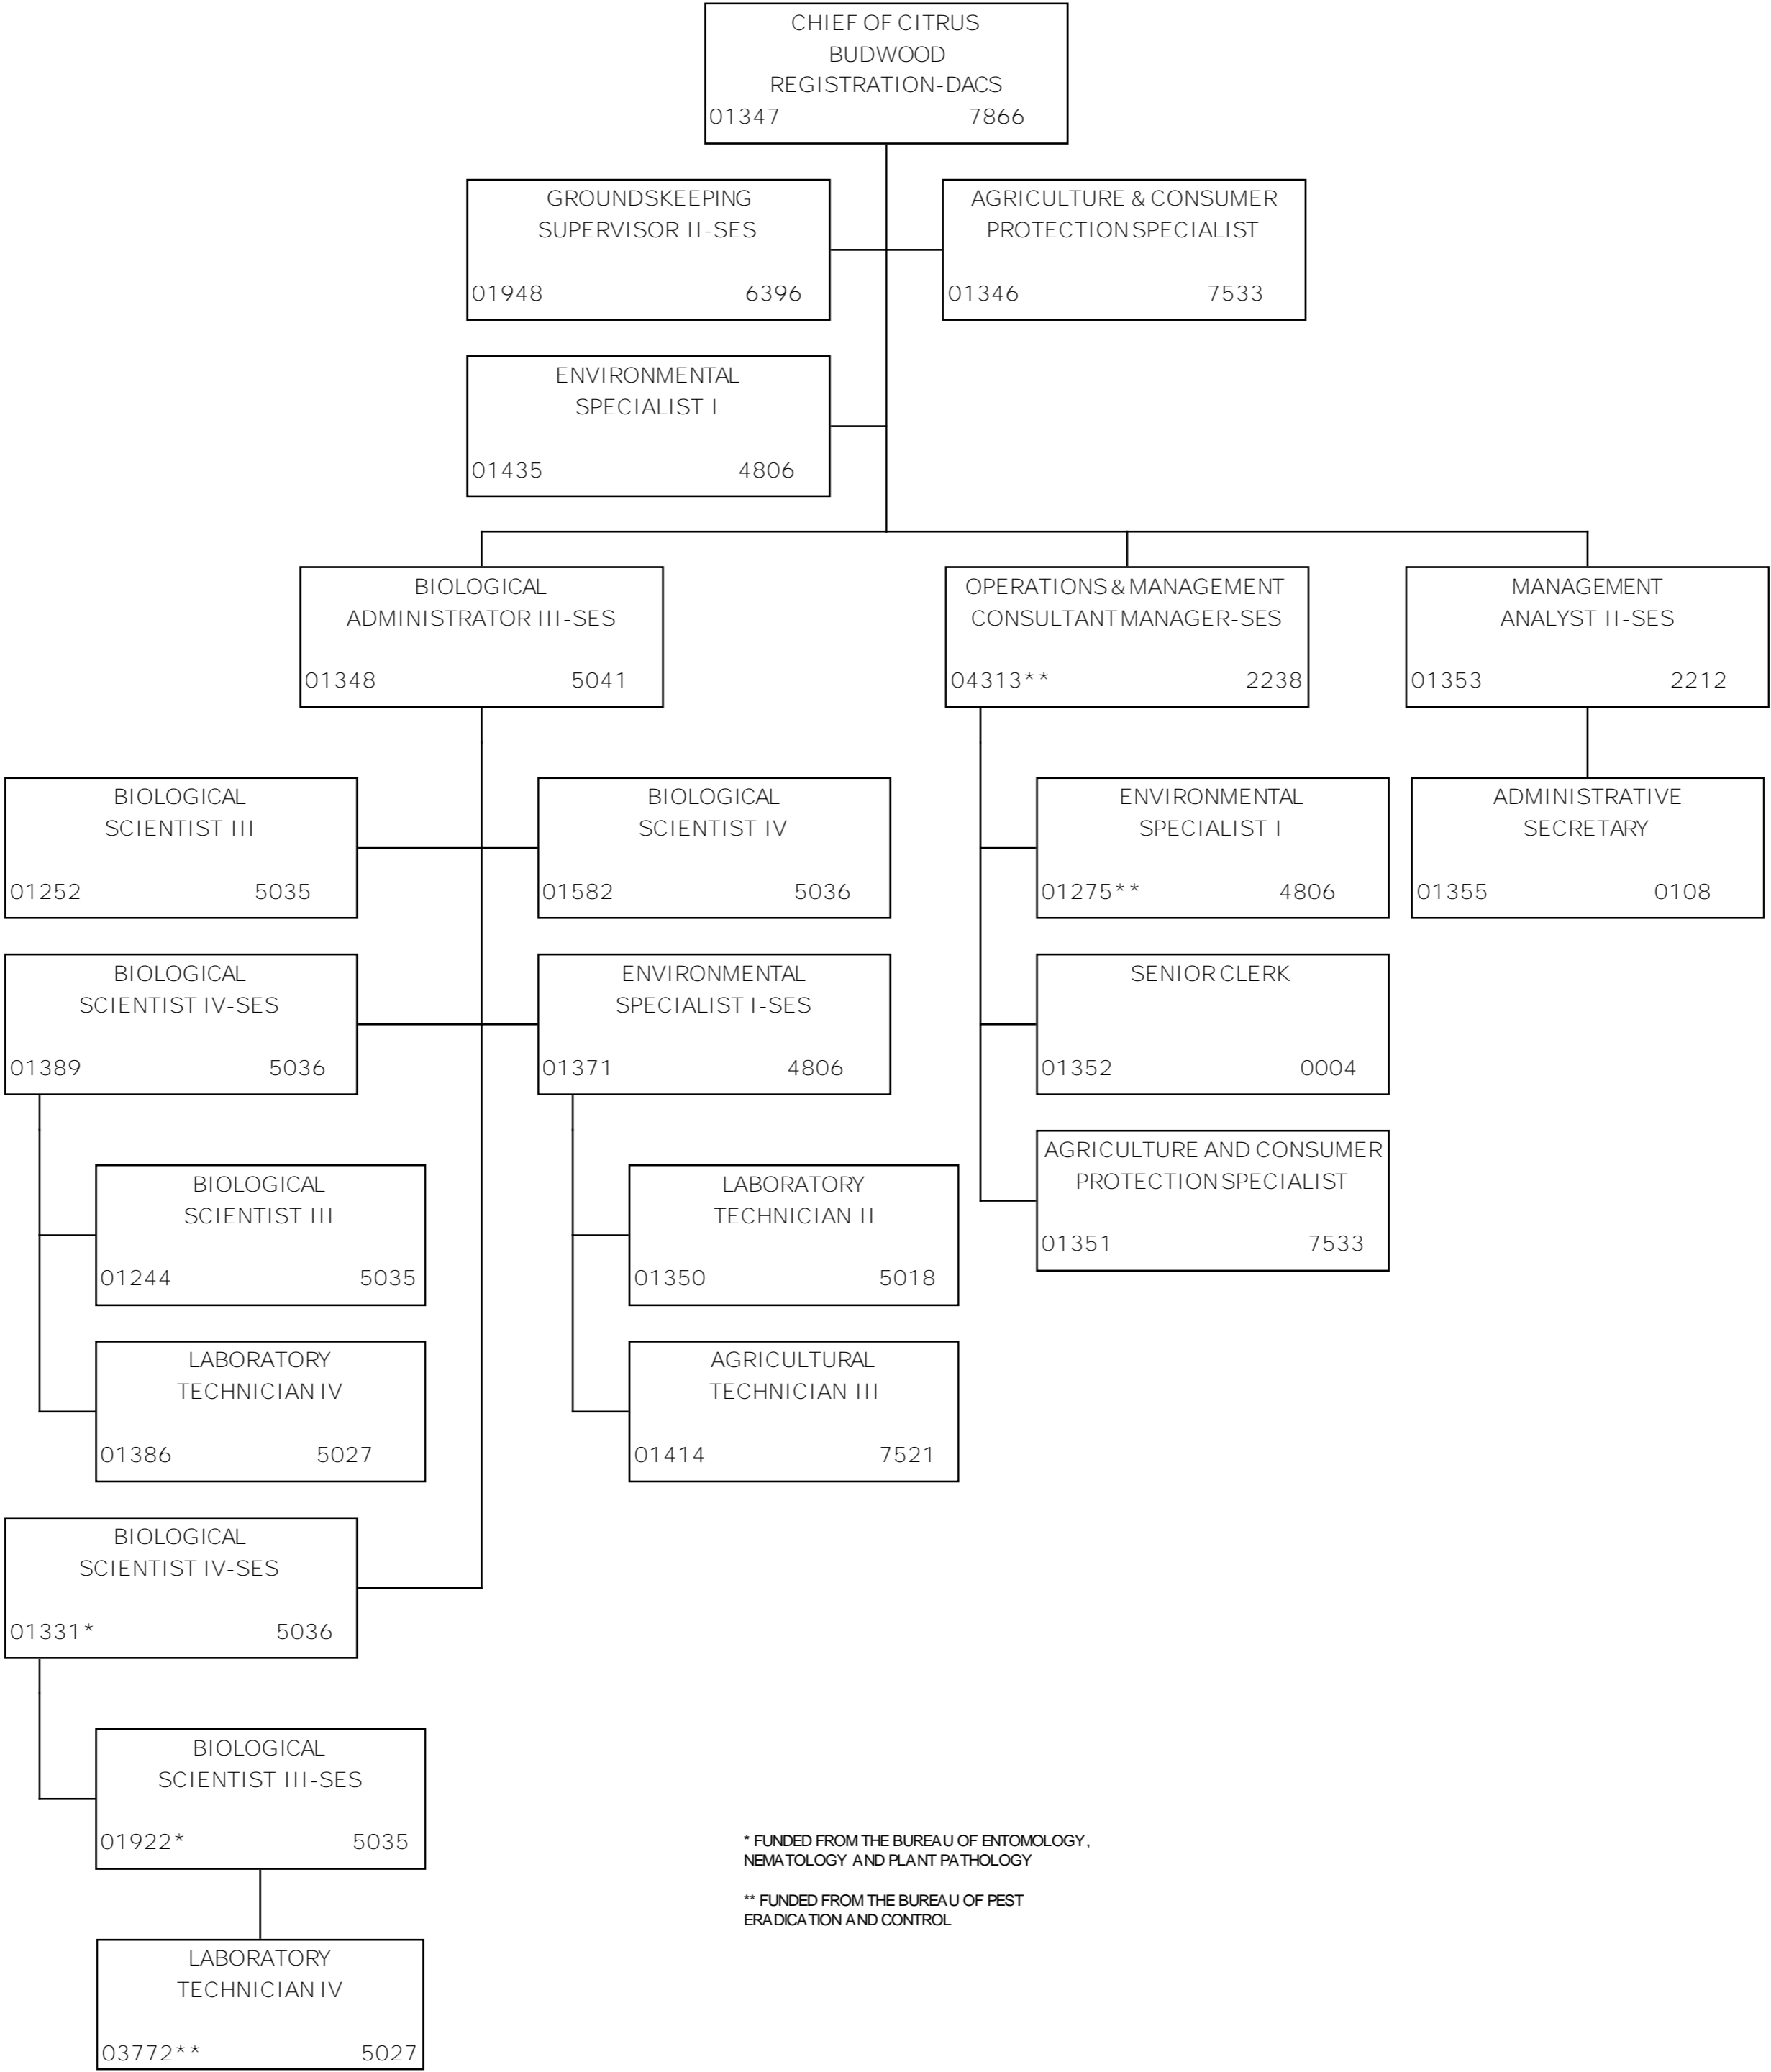 CHIEF OF CITRUS
BUDWOOD
REGISTRATION-DACS
01347 7866
GROUNDSKEEPING
SUPERVISOR II-SES
01948 6396
AGRICULTURE & CONSUMER
PROTECTION SPECIALIST
01346 7533
ENVIRONMENTAL
SPECIALIST I
01435 4806
BIOLOGICAL
ADMINISTRATOR III-SES
01348 5041
OPERATIONS & MANAGEMENT
CONSULTANT MANAGER-SES
04313** 2238
MANAGEMENT
ANALYST II-SES
01353 2212
BIOLOGICAL
SCIENTIST III
01252 5035
BIOLOGICAL
SCIENTIST IV
01582 5036
ENVIRONMENTAL
SPECIALIST I
01275** 4806
ADMINISTRATIVE
SECRETARY
01355 0108
BIOLOGICAL
SCIENTIST IV-SES
01389 5036
ENVIRONMENTAL
SPECIALIST I-SES
01371 4806
SENIOR CLERK
01352 0004
AGRICULTURE AND CONSUMER
PROTECTION SPECIALIST
01351 7533
BIOLOGICAL
SCIENTIST III
01244 5035
LABORATORY
TECHNICIAN II
01350 5018
LABORATORY
TECHNICIAN IV
01386 5027
AGRICULTURAL
TECHNICIAN III
01414 7521
BIOLOGICAL
SCIENTIST IV-SES
01331* 5036
BIOLOGICAL
SCIENTIST III-SES
01922* 5035
* FUNDED FROM THE BUREAU OF ENTOMOLOGY,
NEMATOLOGY AND PLANT PATHOLOGY
** FUNDED FROM THE BUREAU OF PEST
ERADICATION AND CONTROL
LABORATORY
TECHNICIAN IV
03772** 5027